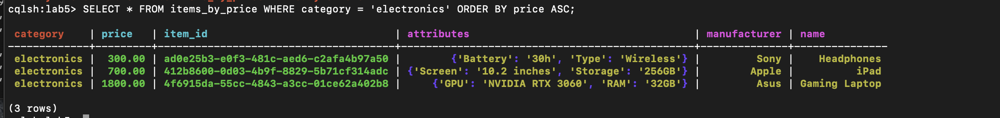 cqlsh:lab5> SELECT * FROM items_by_price WHERE category = 'electronics' ORDER BY price ASC;
category | price | item_id | attributes | manufacturer | name
-------------+---------+--------------------------------------+-----------------------------------------------+--------------+---------------
electronics | 300.00 | ad0e25b3-e0f3-481c-aed6-c2afa4b97a50 | {'Battery': '30h', 'Type': 'Wireless'} | Sony | Headphones
electronics | 700.00 | 412b8600-0d03-4b9f-8829-5b71cf314adc | {'Screen': '10.2 inches', 'Storage': '256GB'} | Apple | iPad
electronics | 1800.00 | 4f6915da-55cc-4843-a3cc-01ce62a402b8 | {'GPU': 'NVIDIA RTX 3060', 'RAM': '32GB'} | Asus | Gaming Laptop
(3 rows)